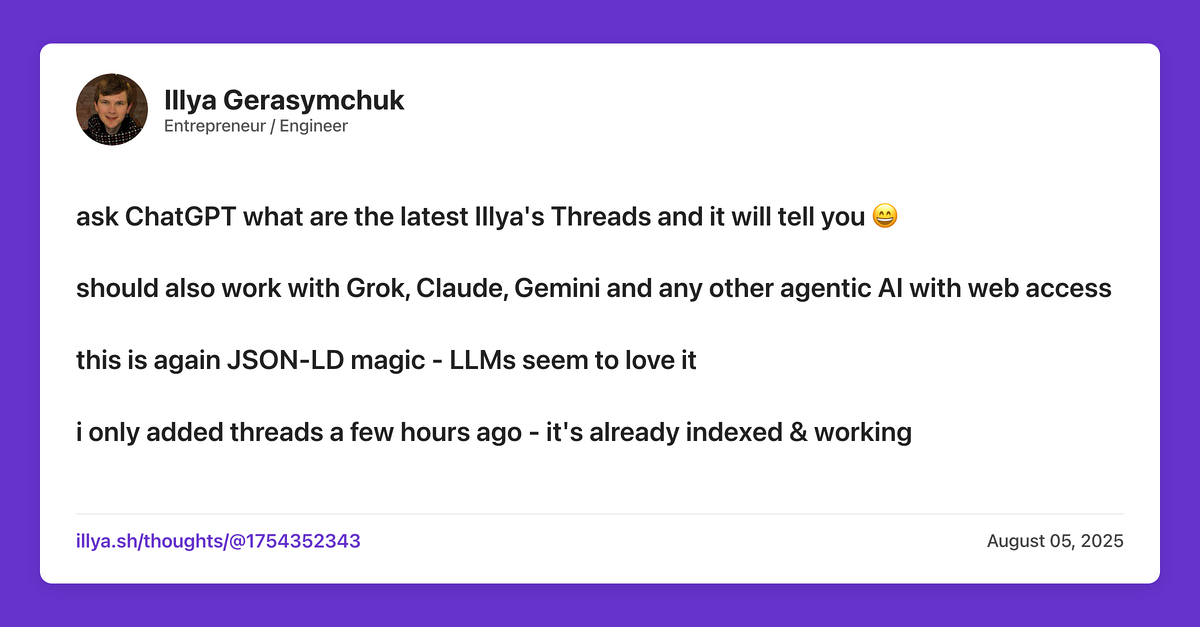 Illya Gerasymchuk
Entrepreneur / Engineer
ask ChatGPT what are the latest Illya's Threads and it will tell you 😄
should also work with Grok, Claude, Gemini and any other agentic AI with web access
this is again JSON-LD magic - LLMs seem to love it
i only added threads a few hours ago - it's already indexed & working
illya.sh/thoughts/@1754352343
August 05, 2025